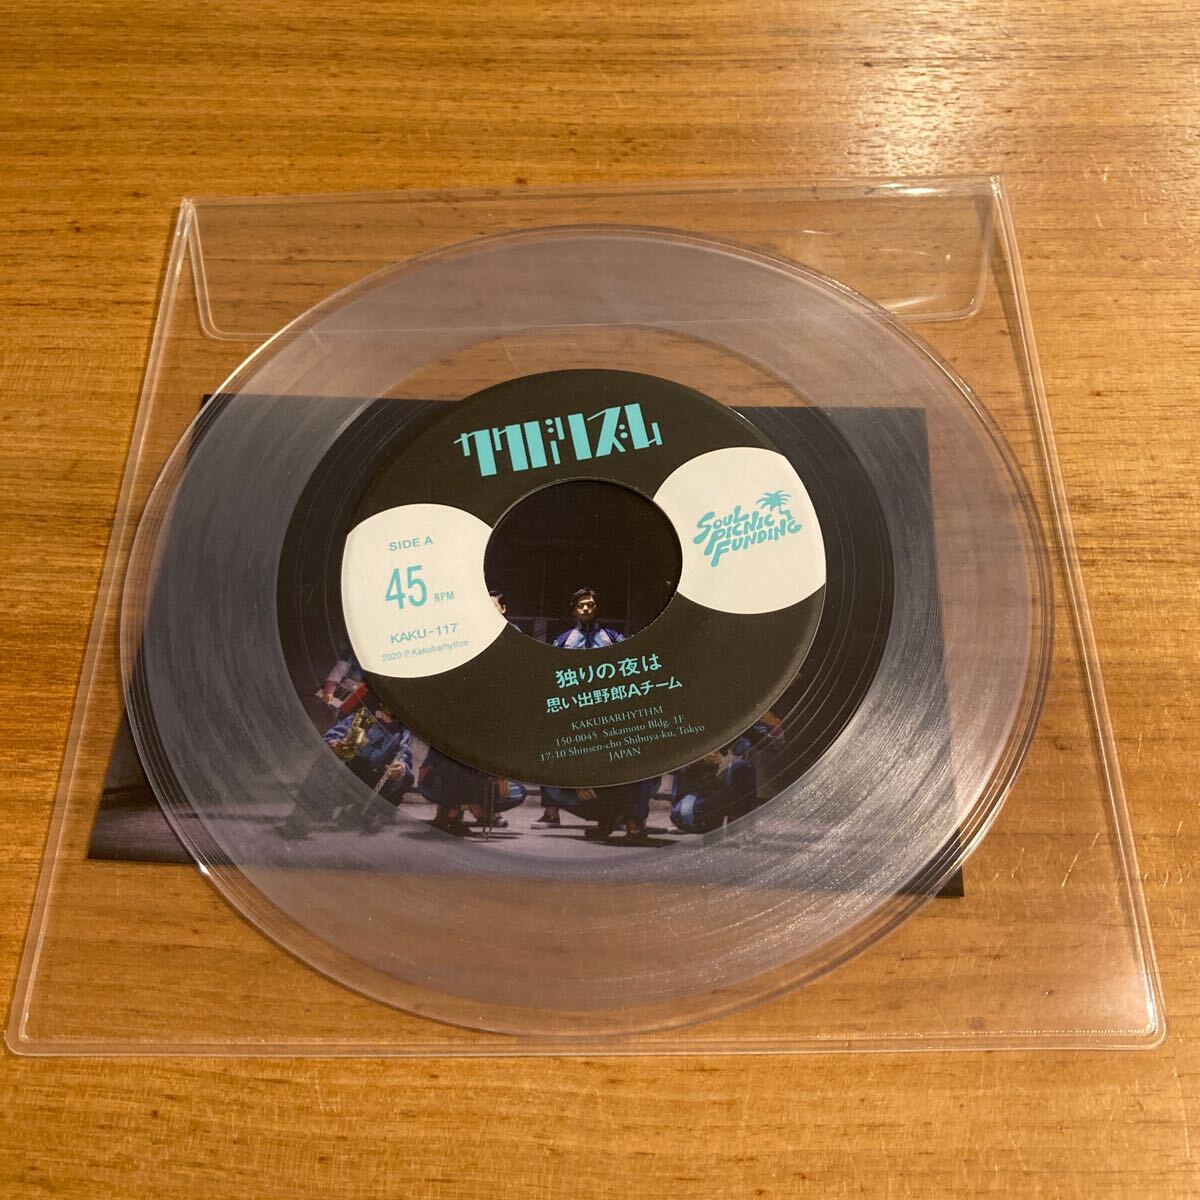 カクバリズム
SOUL
PICNIC
FUNDING
SIDE A
45 RPM
KAKU-117
2020 ℗Kakubarhythm
独りの夜は
思い出野郎Aチーム
KAKUBARHYTHM
150-0045 Sakamoto Bldg. 1F
17-10 Shinsen-cho Shibuya-ku, Tokyo
JAPAN